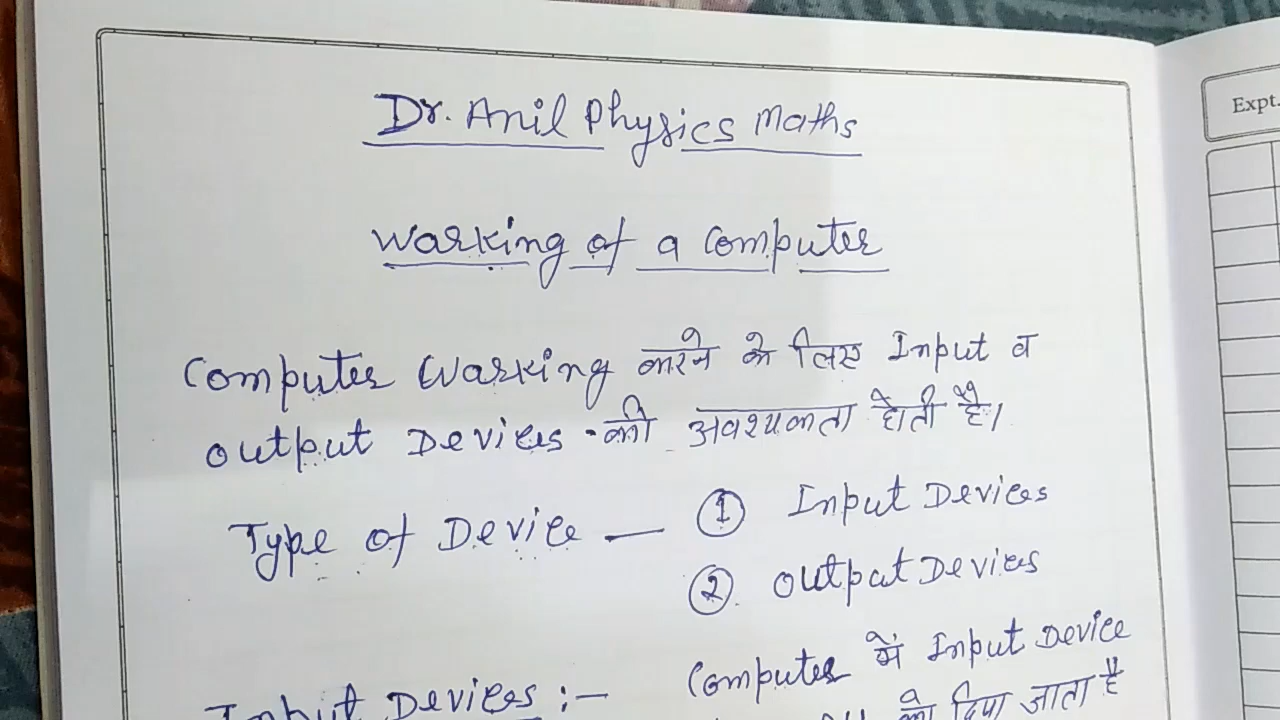 Dr. Anil Physics Maths
Warking of a Computer
Computer Warking करने के लिए Input व
Output Devices की अवश्यकता होती है।
Type of Device — ① Input Devices
② Output Devices
Input Devices :- Computer में Input Device
को दिया जाता है
Expt.